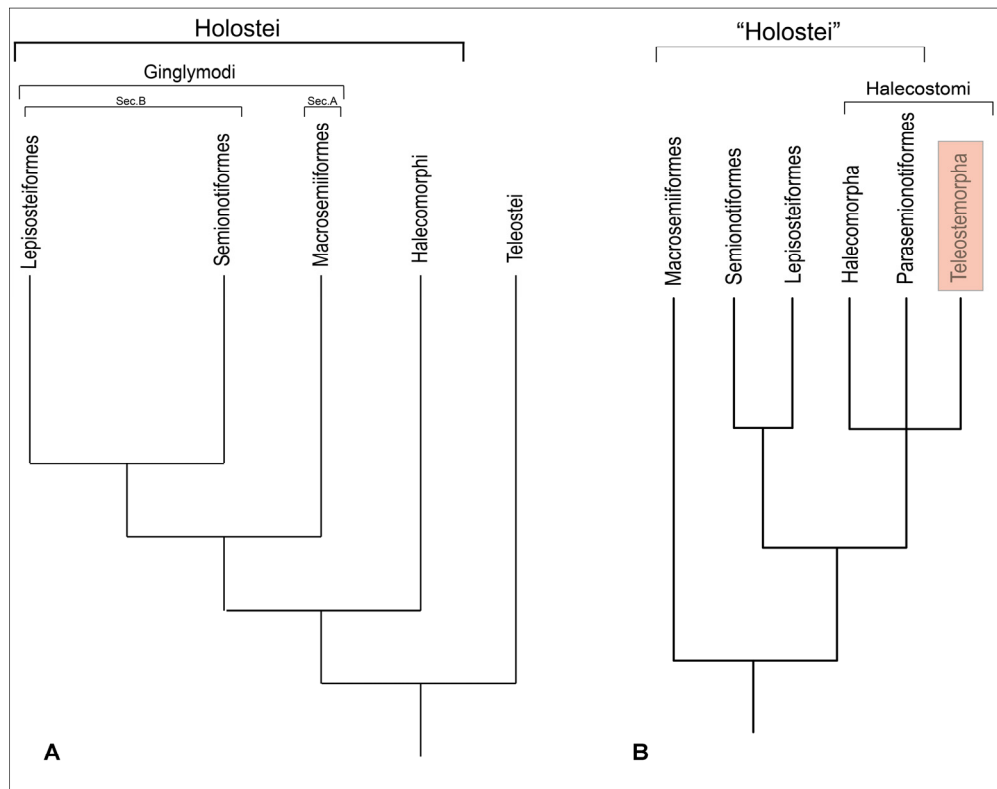 Holostei
Ginglymodi
Sec.B
Sec.A
Lepisosteiformes
Semionotiformes
Macrosemiiformes
Halecomorphi
Teleostei
A
“Holostei”
Halecostomi
Macrosemiiformes
Semionotiformes
Lepisosteiformes
Halecomorpha
Parasemionotiformes
Teleostemorpha
B